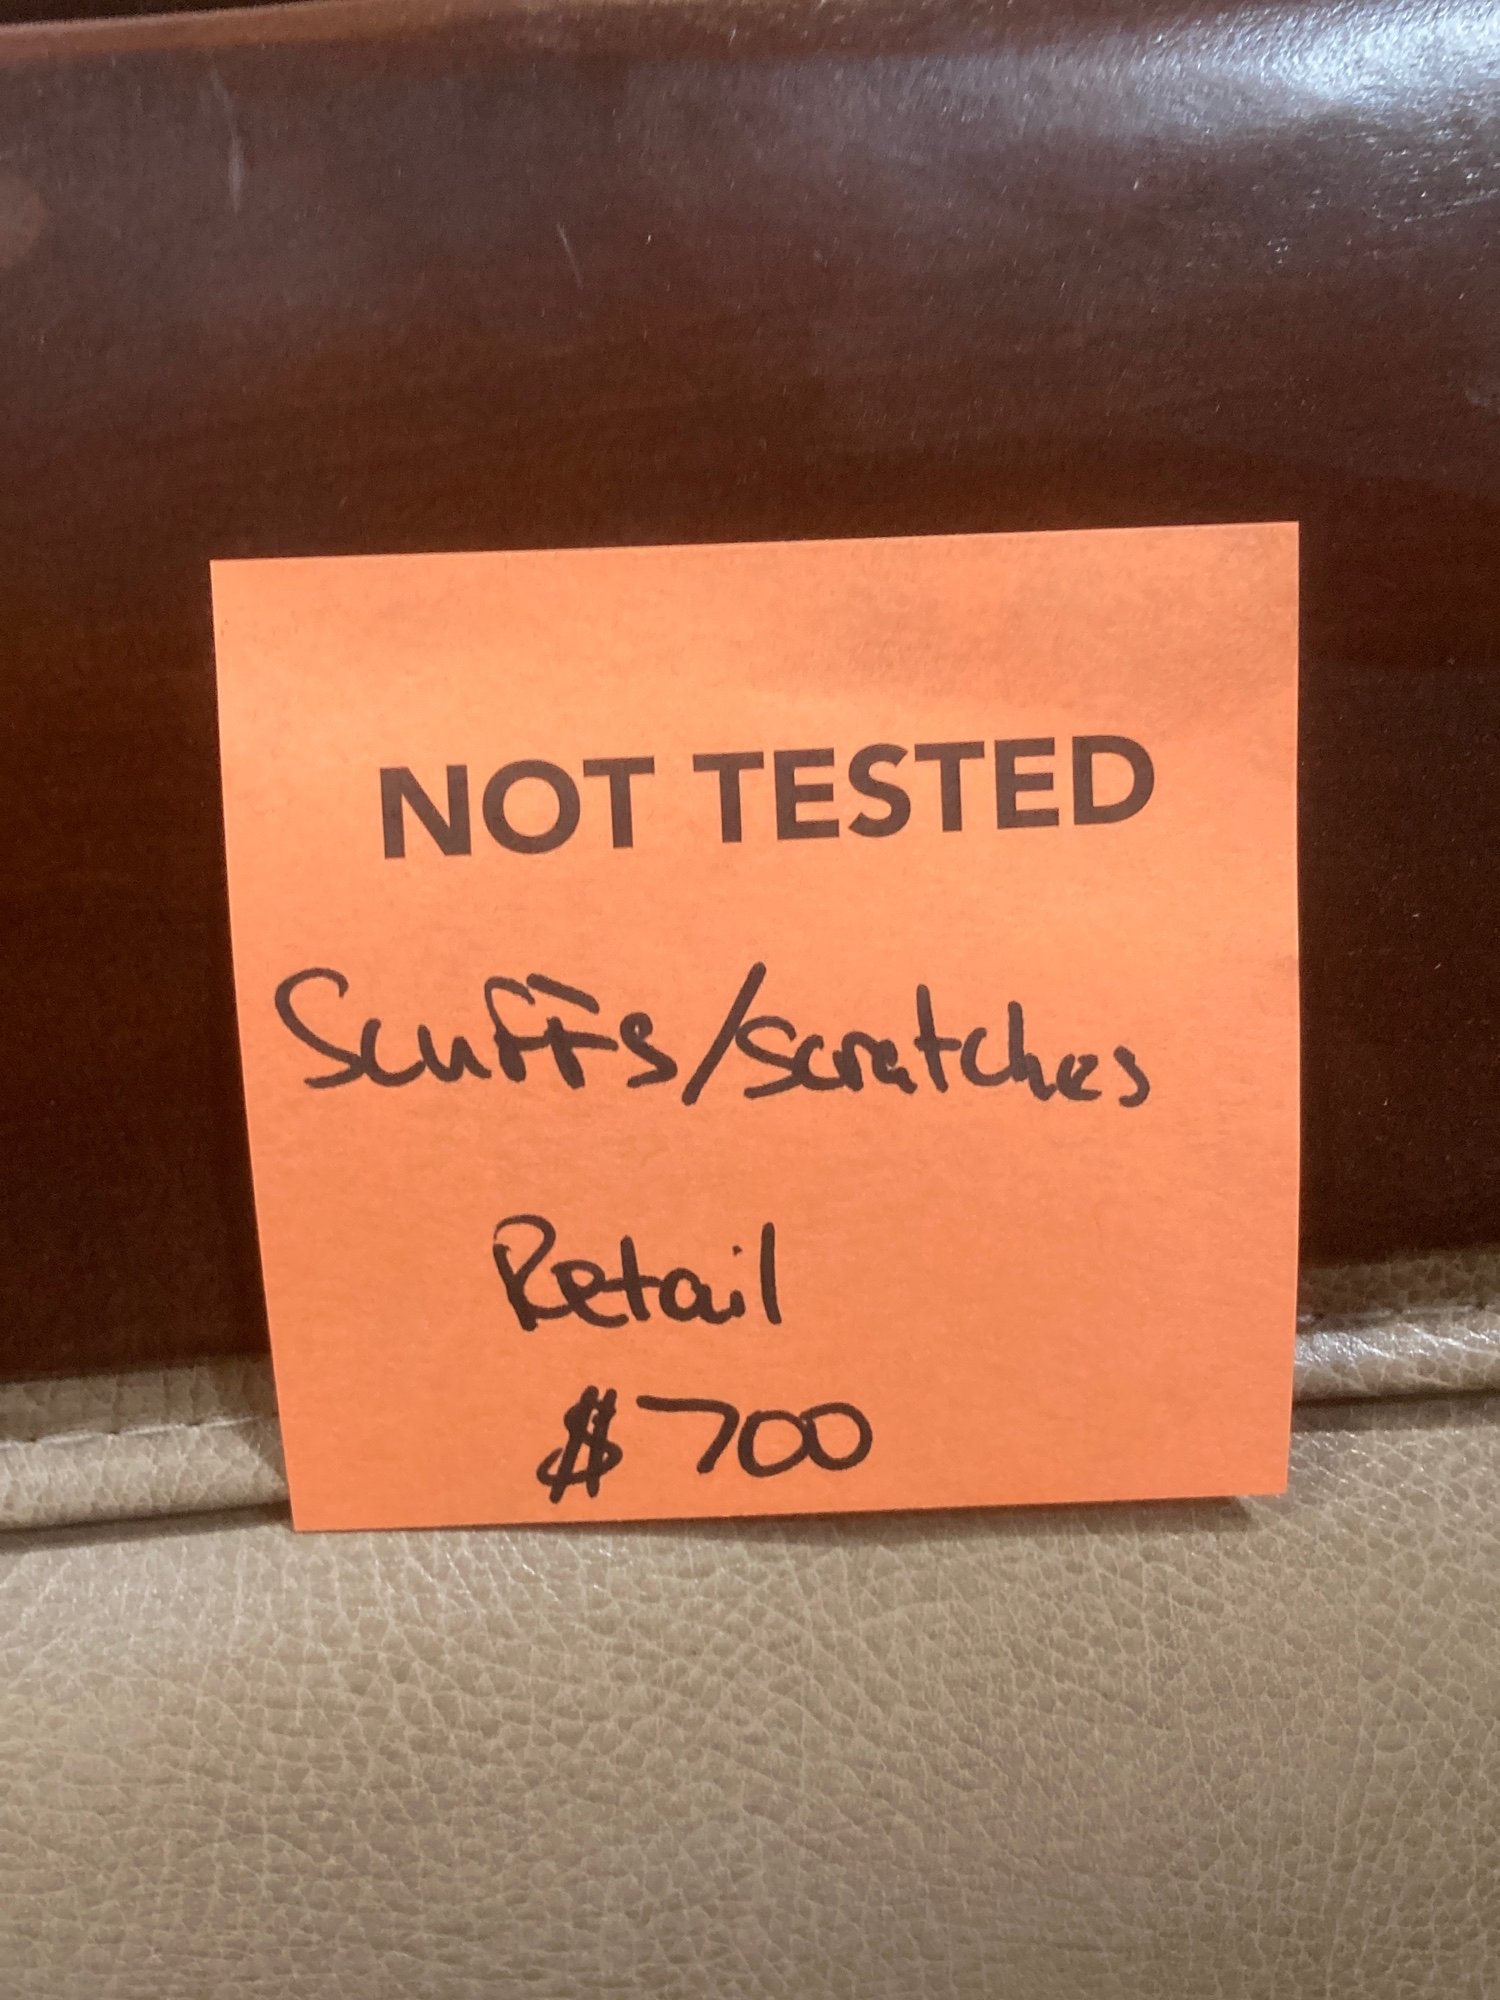 NOT TESTED
Scuffs/scratches
Retail
$700